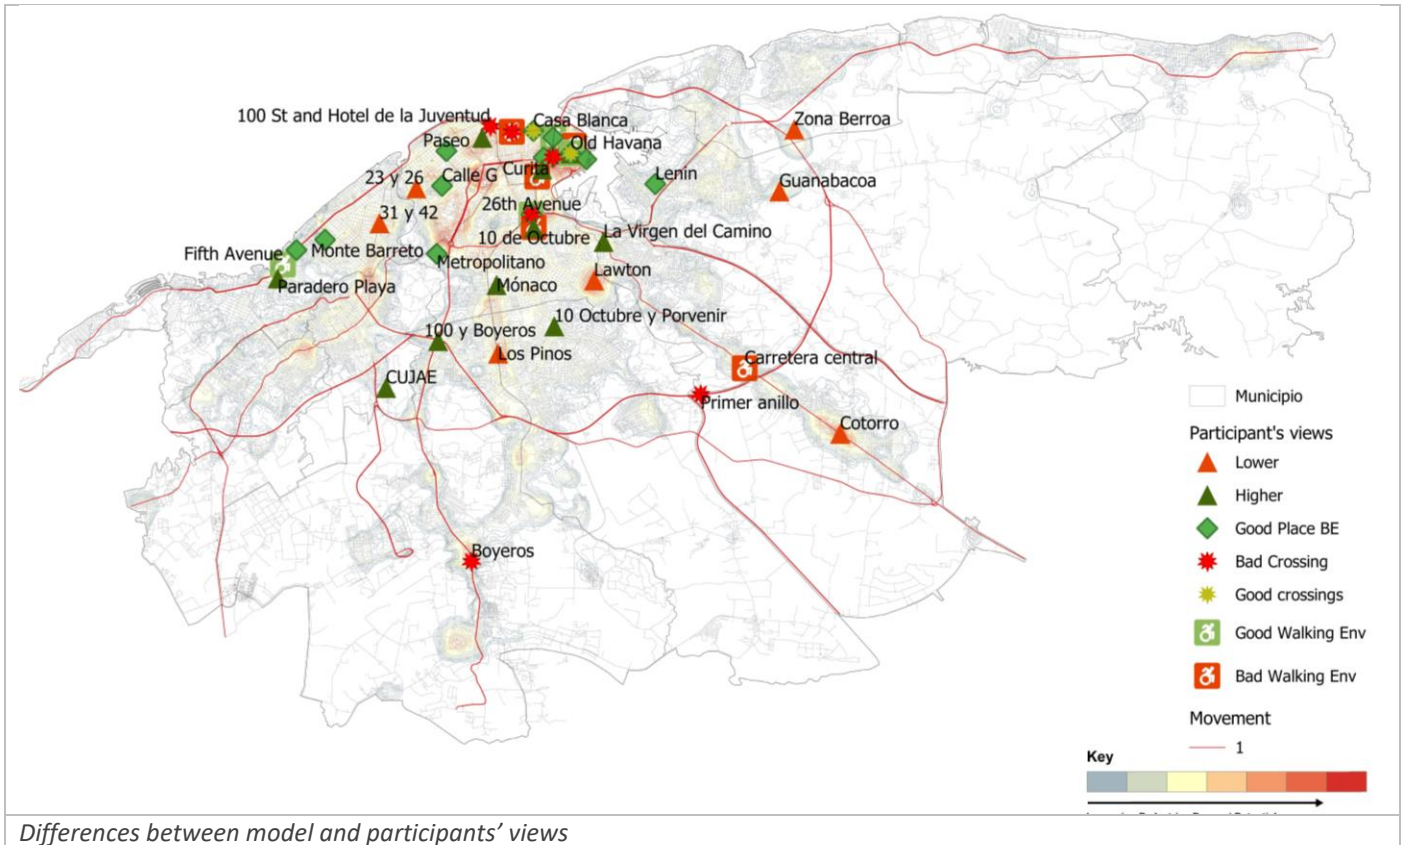 100 St and Hotel de la Juventud
Casa Blanca
Zona Berroa
Paseo
Old Havana
23 y 26
Calle G
Curita
Lenin
Guanabacoa
31 y 42
26th Avenue
10 de Octubre
La Virgen del Camino
Fifth Avenue
Monte Barreto
Metropolitano
Lawton
Paradero Playa
Mónaco
10 Octubre y Porvenir
100 y Boyeros
Los Pinos
Carretera central
CUJAE
Primer anillo
Cotorro
Boyeros
Municipio
Participant's views
Lower
Higher
Good Place BE
Bad Crossing
Good crossings
Good Walking Env
Bad Walking Env
Movement
1
Key
Differences between model and participants' views